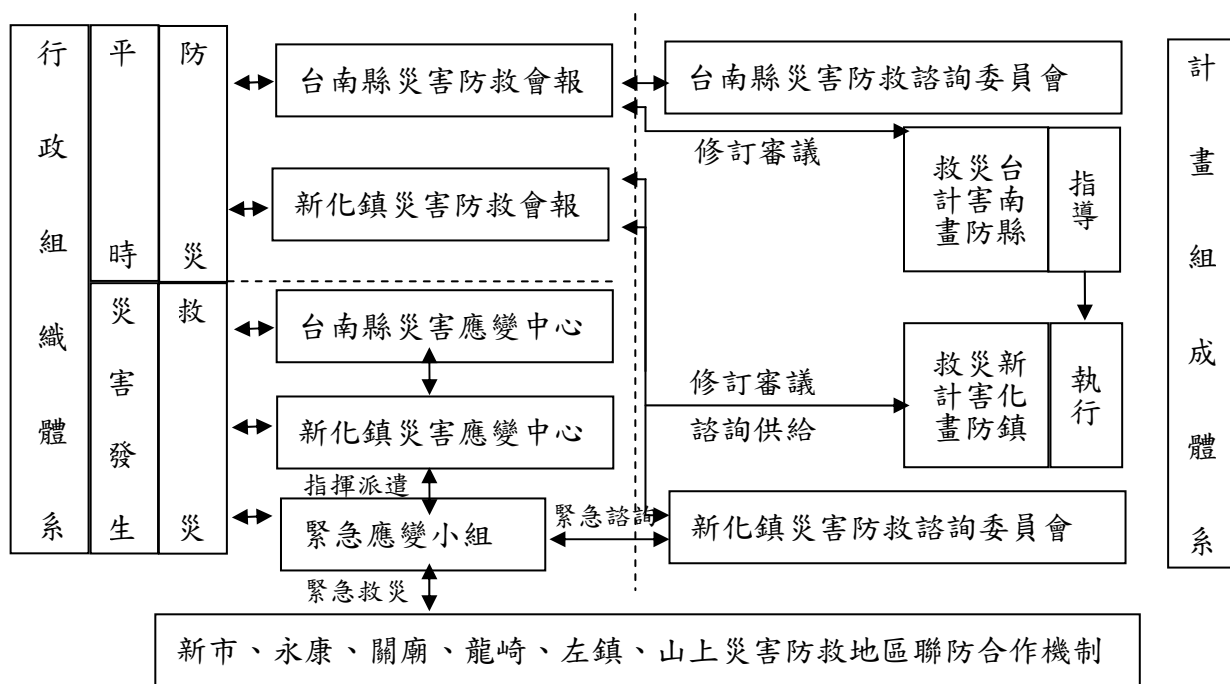 行政組織體系
平時
防災
災害發生
救災
台南縣災害防救會報
台南縣災害防救諮詢委員會
修訂審議
台南縣
災害防
救計畫
指導
新化鎮災害防救會報
台南縣災害應變中心
新化鎮災害應變中心
修訂審議
諮詢供給
新化鎮
災害防
救計畫
執行
指揮派遣
緊急應變小組
緊急諮詢
新化鎮災害防救諮詢委員會
緊急救災
新市、永康、關廟、龍崎、左鎮、山上災害防救地區聯防合作機制
計畫組成體系